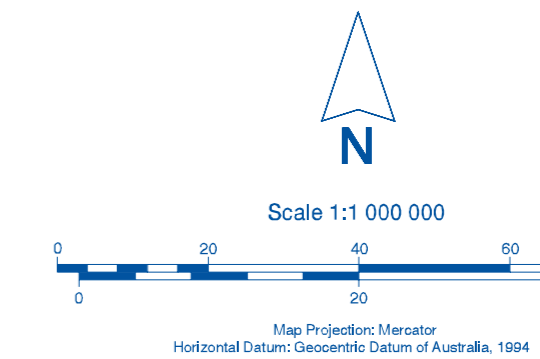 N
Scale 1:1 000 000
0 20 40 60
0 20
Map Projection: Mercator
Horizontal Datum: Geocentric Datum of Australia, 1994